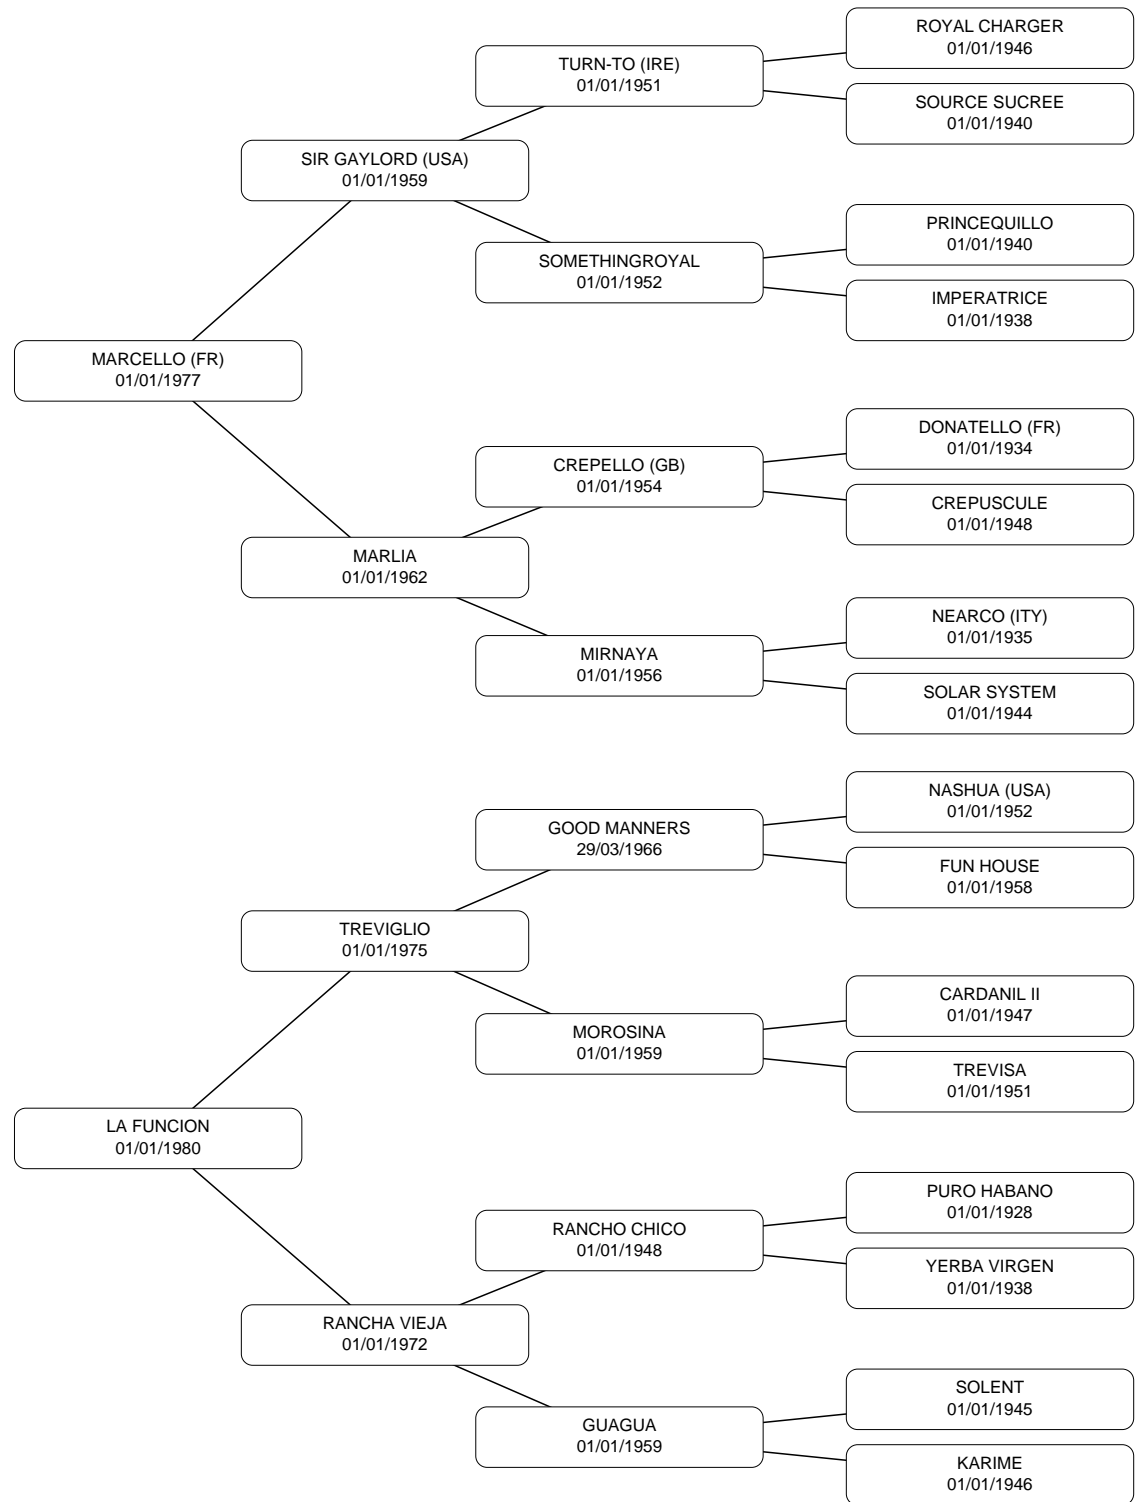 ROYAL CHARGER
01/01/1946
TURN-TO (IRE)
01/01/1951
SOURCE SUCREE
01/01/1940
SIR GAYLORD (USA)
01/01/1959
PRINCEQUILLO
01/01/1940
SOMETHINGROYAL
01/01/1952
IMPERATRICE
01/01/1938
MARCELLO (FR)
01/01/1977
DONATELLO (FR)
01/01/1934
CREPELLO (GB)
01/01/1954
CREPUSCULE
01/01/1948
MARLIA
01/01/1962
NEARCO (ITY)
01/01/1935
MIRNAYA
01/01/1956
SOLAR SYSTEM
01/01/1944
NASHUA (USA)
01/01/1952
GOOD MANNERS
29/03/1966
FUN HOUSE
01/01/1958
TREVIGLIO
01/01/1975
CARDANIL II
01/01/1947
MOROSINA
01/01/1959
TREVISA
01/01/1951
LA FUNCION
01/01/1980
PURO HABANO
01/01/1928
RANCHO CHICO
01/01/1948
YERBA VIRGEN
01/01/1938
RANCHA VIEJA
01/01/1972
SOLENT
01/01/1945
GUAGUA
01/01/1959
KARIME
01/01/1946